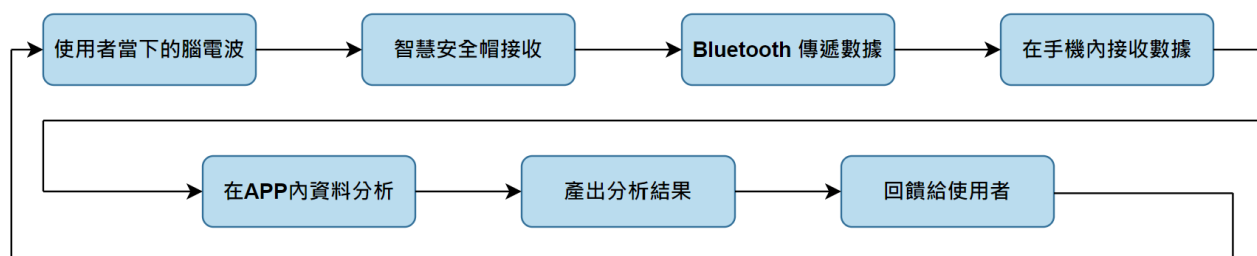 使用者當下的腦電波
智慧安全帽接收
Bluetooth 傳遞數據
在手機內接收數據
在APP內資料分析
產出分析結果
回饋給使用者